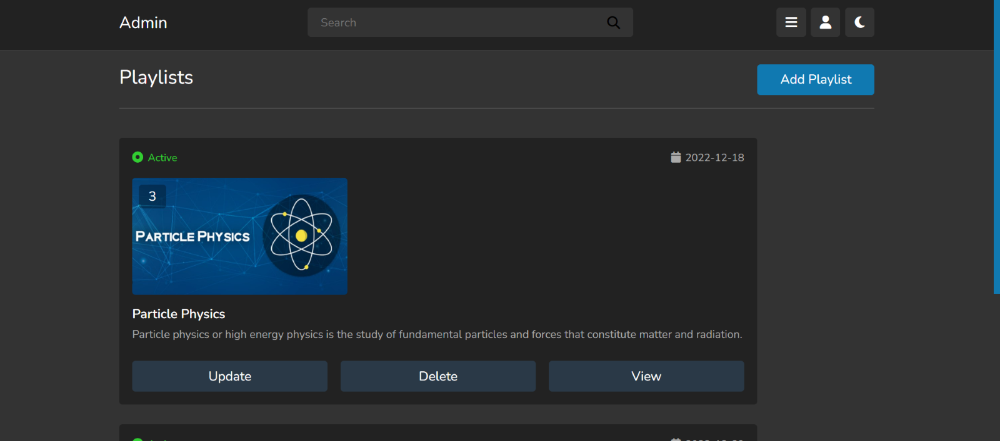 Admin
Search
Playlists
Add Playlist
Active
2022-12-18
3
PARTICLE PHYSICS
Particle Physics
Particle physics or high energy physics is the study of fundamental particles and forces that constitute matter and radiation.
Update
Delete
View